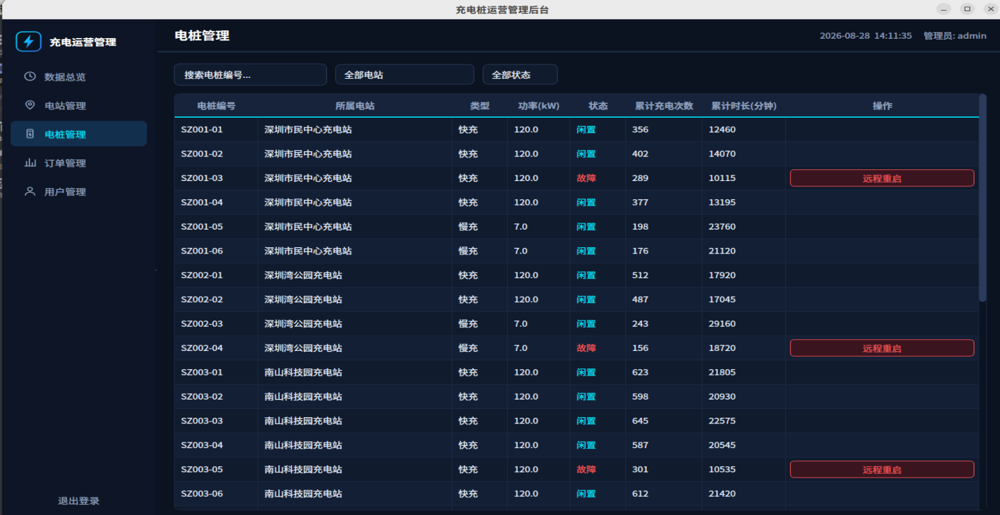 充电桩运营管理后台
充电运营管理
数据总览
电站管理
电桩管理
订单管理
用户管理
退出登录
电桩管理
2026-08-28 14:11:35 管理员: admin
搜索电桩编号... 全部电站 全部状态
电桩编号 所属电站 类型 功率(kW) 状态 累计充电次数 累计时长(分钟) 操作
SZ001-01 深圳市民中心充电站 快充 120.0 闲置 356 12460
SZ001-02 深圳市民中心充电站 快充 120.0 闲置 402 14070
SZ001-03 深圳市民中心充电站 快充 120.0 故障 289 10115 远程重启
SZ001-04 深圳市民中心充电站 快充 120.0 闲置 377 13195
SZ001-05 深圳市民中心充电站 慢充 7.0 闲置 198 23760
SZ001-06 深圳市民中心充电站 慢充 7.0 闲置 176 21120
SZ002-01 深圳湾公园充电站 快充 120.0 闲置 512 17920
SZ002-02 深圳湾公园充电站 快充 120.0 闲置 487 17045
SZ002-03 深圳湾公园充电站 慢充 7.0 闲置 243 29160
SZ002-04 深圳湾公园充电站 慢充 7.0 故障 156 18720 远程重启
SZ003-01 南山科技园充电站 快充 120.0 闲置 623 21805
SZ003-02 南山科技园充电站 快充 120.0 闲置 598 20930
SZ003-03 南山科技园充电站 快充 120.0 闲置 645 22575
SZ003-04 南山科技园充电站 快充 120.0 闲置 587 20545
SZ003-05 南山科技园充电站 快充 120.0 故障 301 10535 远程重启
SZ003-06 南山科技园充电站 快充 120.0 闲置 612 21420